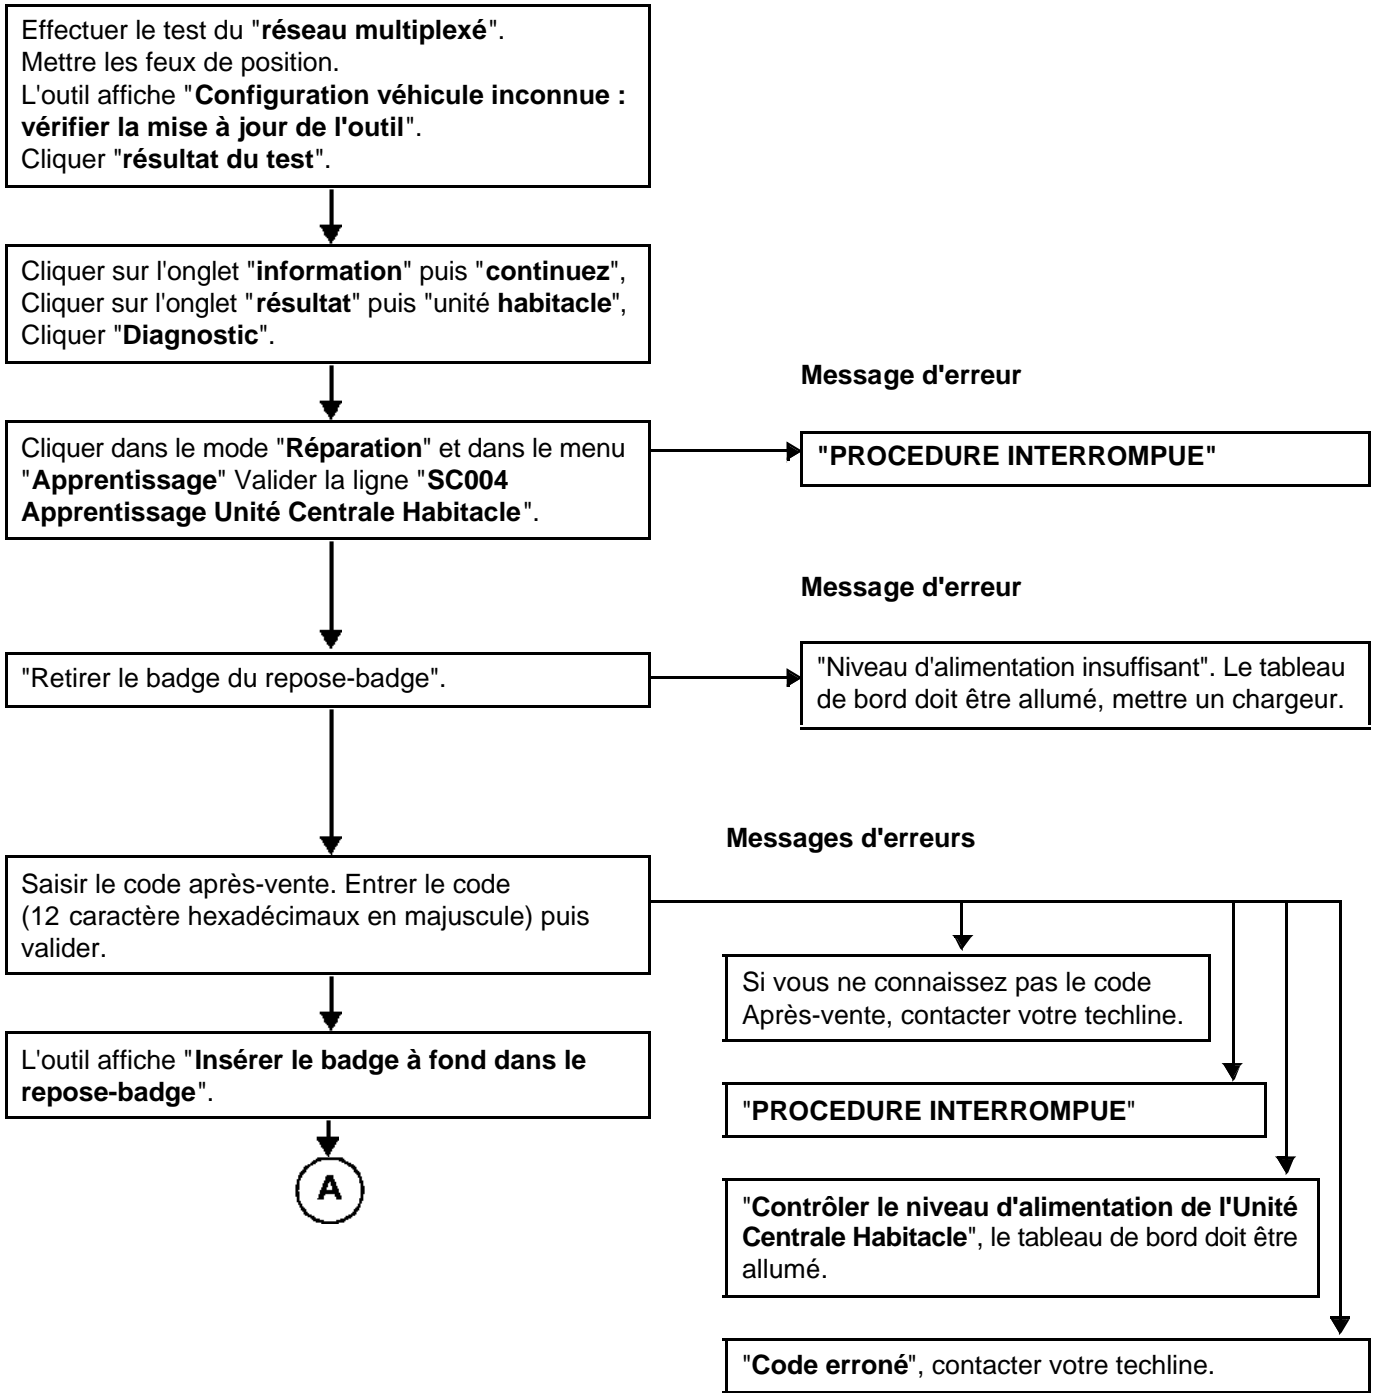 Effectuer le test du "réseau multiplexé".
Mettre les feux de position.
L'outil affiche "Configuration véhicule inconnue :
vérifier la mise à jour de l'outil".
Cliquer "résultat du test".
Cliquer sur l'onglet "information" puis "continuez",
Cliquer sur l'onglet "résultat" puis "unité habitacle",
Cliquer "Diagnostic".
Message d'erreur
Cliquer dans le mode "Réparation" et dans le menu
"Apprentissage" Valider la ligne "SC004
Apprentissage Unité Centrale Habitacle".
"PROCEDURE INTERROMPUE"
Message d'erreur
"Retirer le badge du repose-badge".
"Niveau d'alimentation insuffisant". Le tableau
de bord doit être allumé, mettre un chargeur.
Messages d'erreurs
Saisir le code après-vente. Entrer le code
(12 caractère hexadécimaux en majuscule) puis
valider.
Si vous ne connaissez pas le code
Après-vente, contacter votre techline.
L'outil affiche "Insérer le badge à fond dans le
repose-badge".
"PROCEDURE INTERROMPUE"
A
"Contrôler le niveau d'alimentation de l'Unité
Centrale Habitacle", le tableau de bord doit être
allumé.
"Code erroné", contacter votre techline.